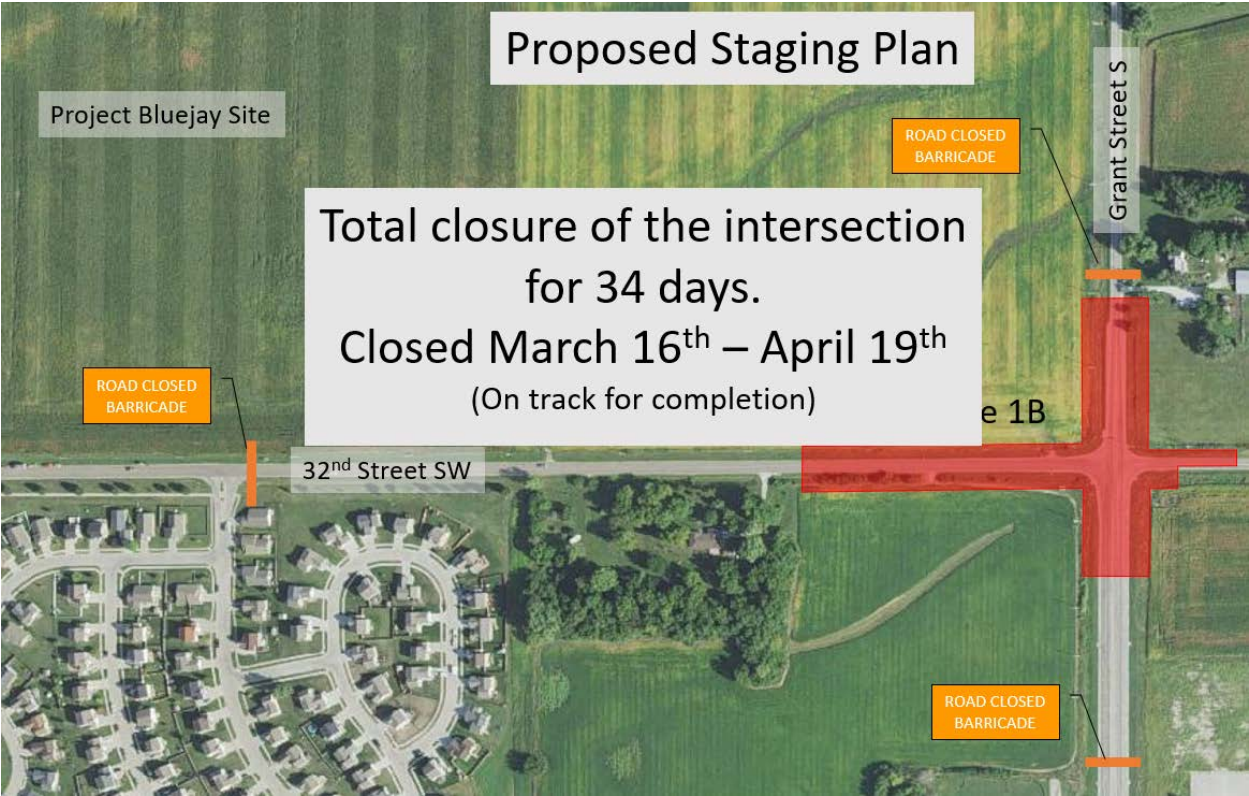 Proposed Staging Plan
Project Bluejay Site
ROAD CLOSED
BARRICADE
Grant Street S
Total closure of the intersection
for 34 days.
Closed March 16th – April 19th
(On track for completion)
ROAD CLOSED
BARRICADE
e 1B
32nd Street SW
ROAD CLOSED
BARRICADE